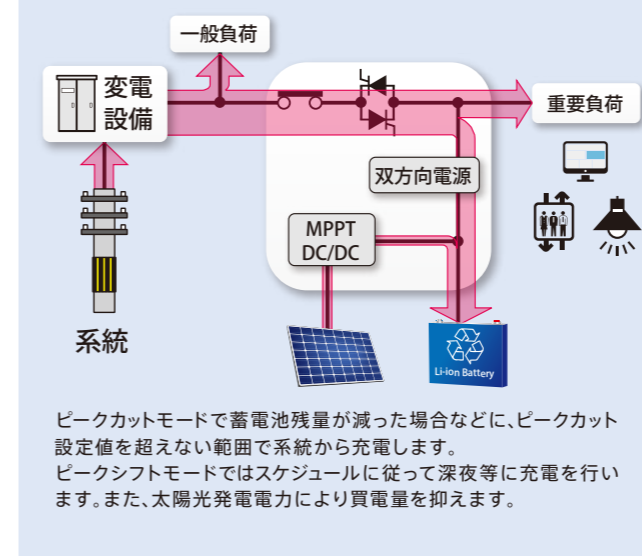 一般負荷
変電
設備
重要負荷
双方向電源
MPPT
DC/DC
系統
Li-ion Battery
ピークカットモードで蓄電池残量が減った場合などに、ピークカット
設定値を超えない範囲で系統から充電します。
ピークシフトモードではスケジュールに従って深夜等に充電を行い
ます。また、太陽光発電電力により買電量を抑えます。